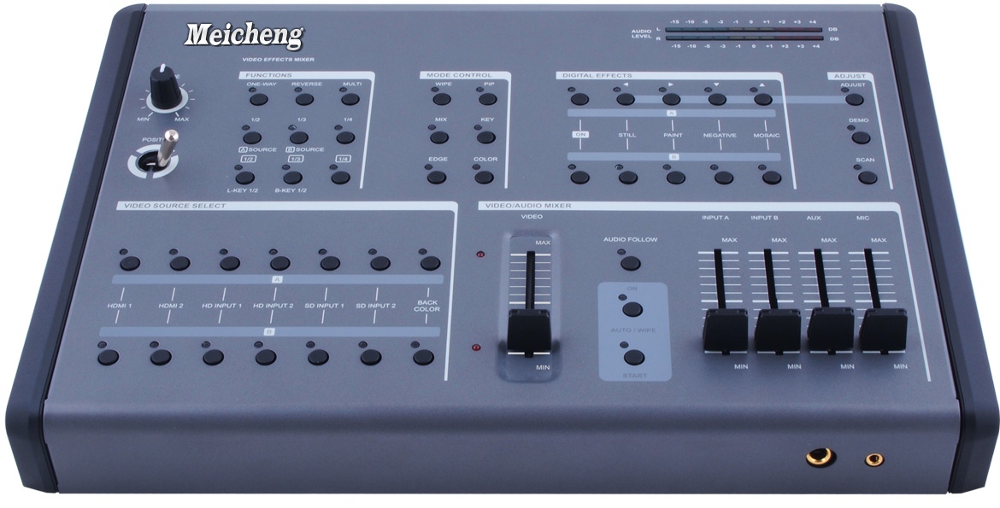 Meicheng
VIDEO EFFECTS MIXER
-15 -10 -5 -3 -1 0 +1 +2 +3 +4
AUDIO LEVEL
L DB
R DB
-15 -10 -5 -3 -1 0 +1 +2 +3 +4
MIN MAX
FUNCTIONS
ONE-WAY REVERSE MULTI
1/2 1/3 1/4
A SOURCE B SOURCE
1/2 1/3 1/4
L-KEY 1/2 B-KEY 1/2
MODE CONTROL
WIPE PIP
MIX KEY
EDGE COLOR
DIGITAL EFFECTS
◀ ▶ ▼ ▲
A
ON STILL PAINT NEGATIVE MOSAIC
B
ADJUST
ADJUST
DEMO
SCAN
VIDEO SOURCE SELECT
A
HDMI 1 HDMI 2 HD INPUT 1 HD INPUT 2 SD INPUT 1 SD INPUT 2 BACK COLOR
B
VIDEO/AUDIO MIXER
VIDEO
MAX
MIN
AUDIO FOLLOW
ON
AUTO / WIPE
START
INPUT A INPUT B AUX MIC
MAX MAX MAX MAX
MIN MIN MIN MIN